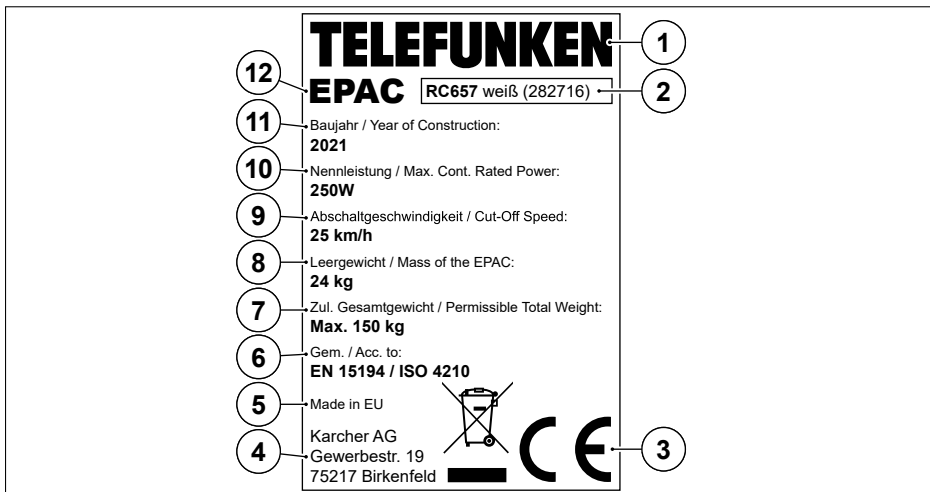 TELEFUNKEN
1
12
EPAC RC657 weiß (282716)
2
11
Baujahr / Year of Construction:
2021
10
Nennleistung / Max. Cont. Rated Power:
250W
9
Abschaltgeschwindigkeit / Cut-Off Speed:
25 km/h
8
Leergewicht / Mass of the EPAC:
24 kg
7
Zul. Gesamtgewicht / Permissible Total Weight:
Max. 150 kg
6
Gem. / Acc. to:
EN 15194 / ISO 4210
5
Made in EU
4
Karcher AG
Gewerbestr. 19
75217 Birkenfeld
CE
3